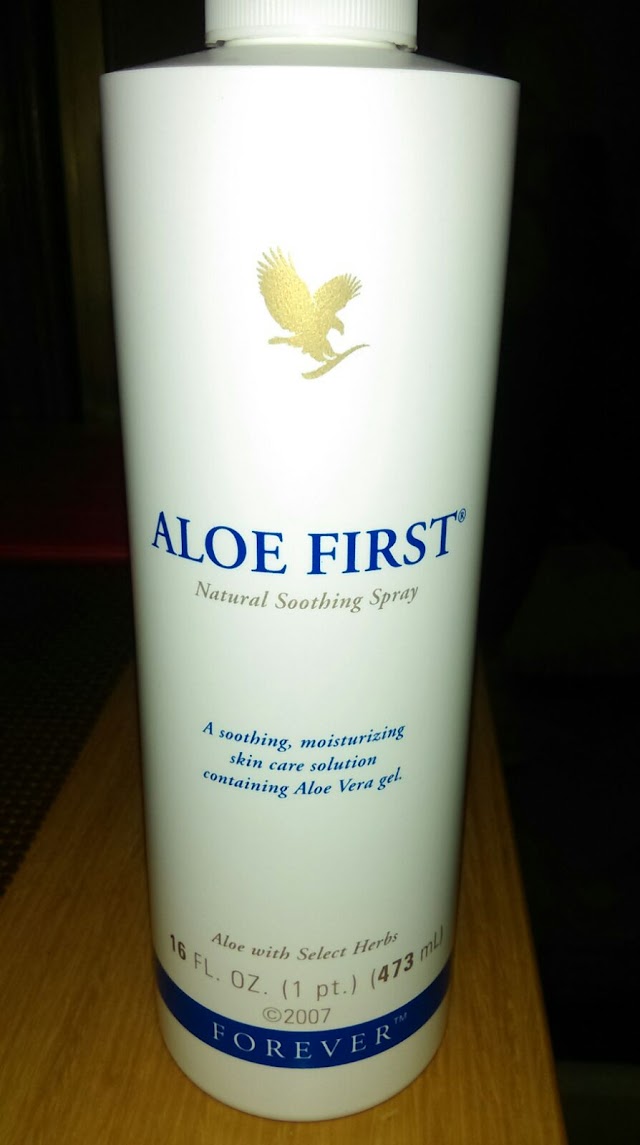 ALOE FIRST®
Natural Soothing Spray
A soothing, moisturizing
skin care solution
containing Aloe Vera gel.
Aloe with Select Herbs
16 FL. OZ. (1 pt.) (473 mL)
©2007
FOREVER™